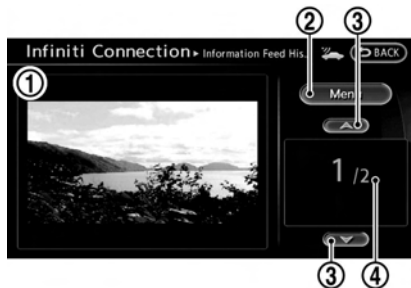 ② ③
Infiniti Connection ▸ Information Feed His.. BACK
① Menu
1 /2
③ ④